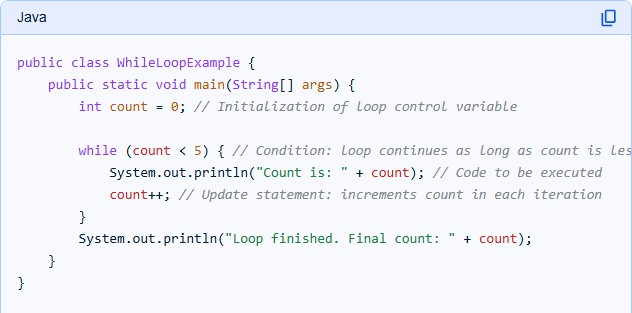 Java
public class WhileLoopExample {
    public static void main(String[] args) {
        int count = 0; // Initialization of loop control variable
        while (count < 5) { // Condition: loop continues as long as count is les
            System.out.println("Count is: " + count); // Code to be executed
            count++; // Update statement: increments count in each iteration
        }
        System.out.println("Loop finished. Final count: " + count);
    }
}